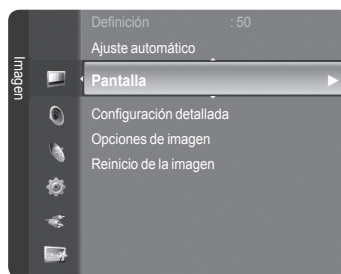 Imagen
Definición : 50
Ajuste automático
Pantalla
Configuración detallada
Opciones de imagen
Reinicio de la imagen